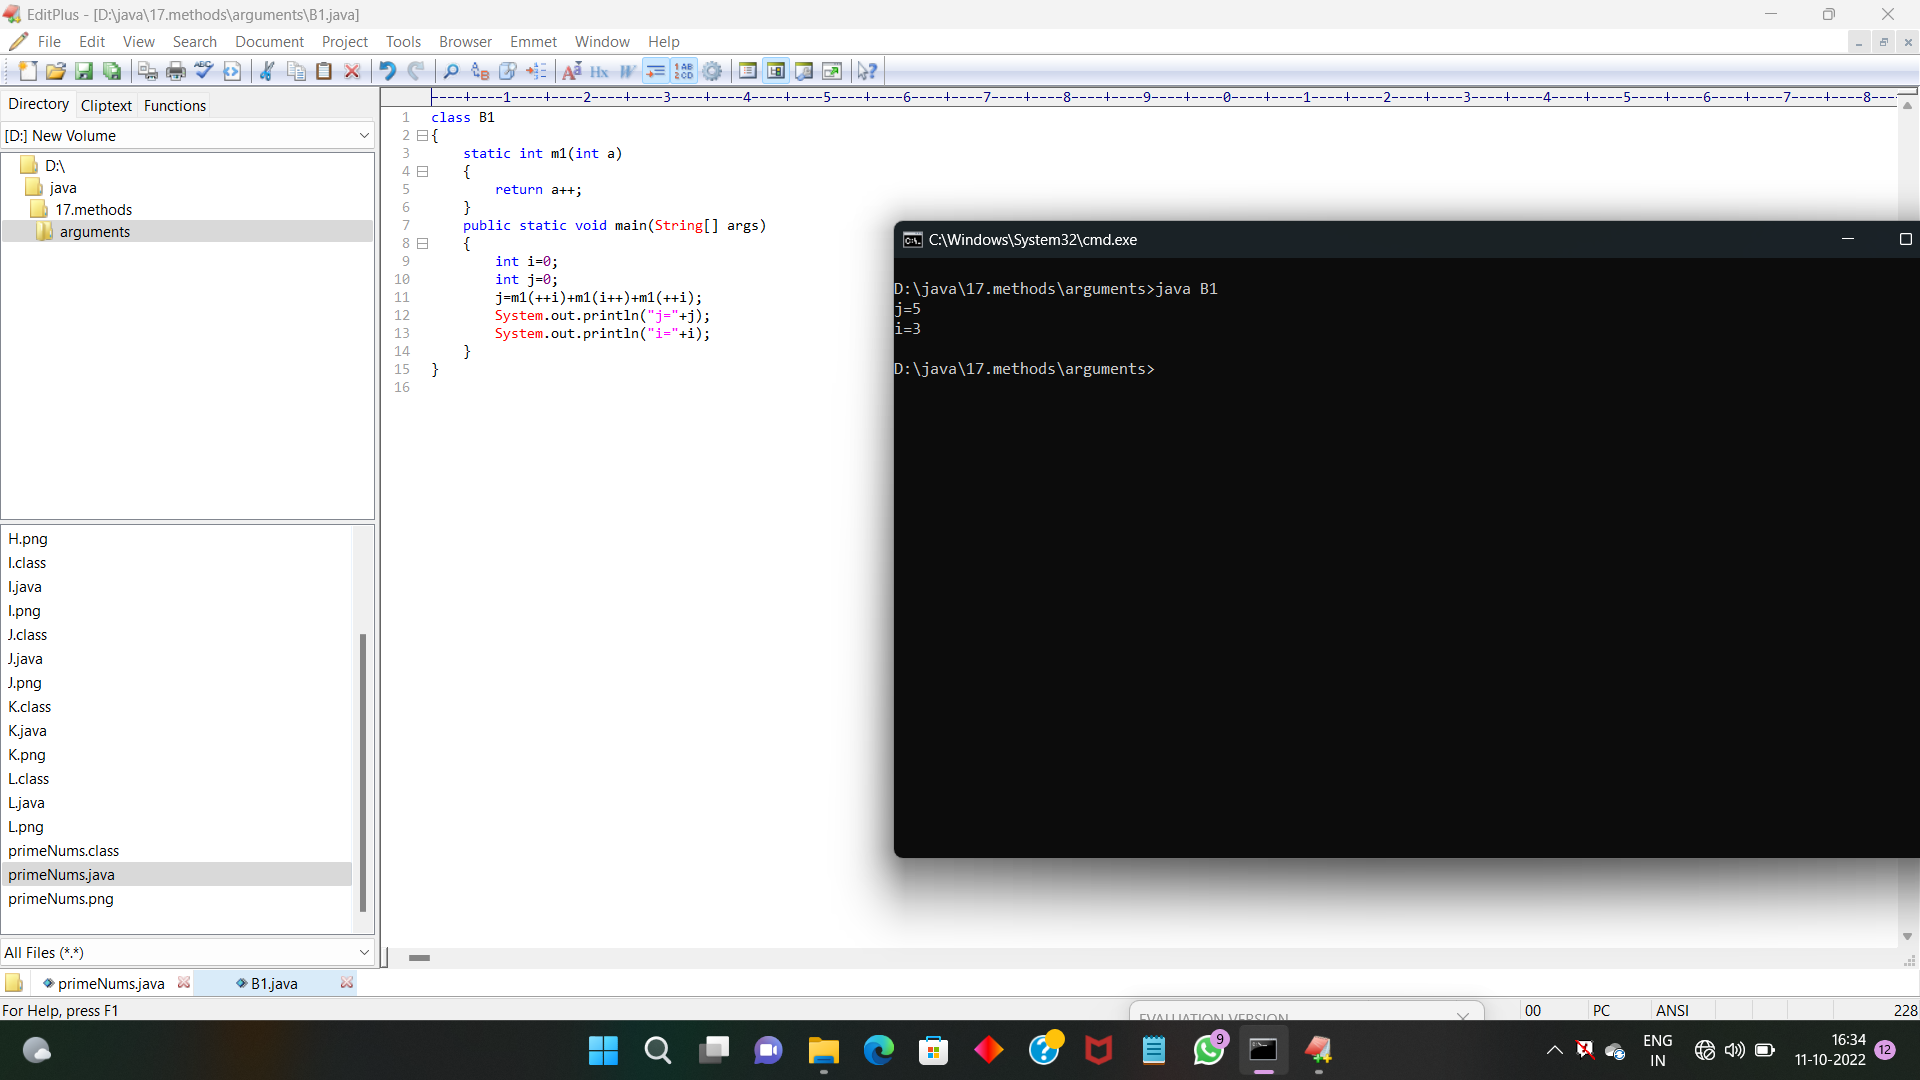 EditPlus - [D:\java\17.methods\arguments\B1.java]
File Edit View Search Document Project Tools Browser Emmet Window Help
Directory Cliptext Functions
[D:] New Volume
D:\
java
17.methods
arguments
H.png
I.class
I.java
I.png
J.class
J.java
J.png
K.class
K.java
K.png
L.class
L.java
L.png
primeNums.class
primeNums.java
primeNums.png
All Files (*.*)
----+----1----+----2----+----3----+----4----+----5----+----6----+----7----+----8----+----9----+----0----+----1----+----2----+----3----+----4----+----5----+----6----+----7----+----8----
1 class B1
2 {
3 static int m1(int a)
4 {
5 return a++;
6 }
7 public static void main(String[] args)
8 {
9 int i=0;
10 int j=0;
11 j=m1(++i)+m1(i++)+m1(++i);
12 System.out.println("j="+j);
13 System.out.println("i="+i);
14 }
15 }
16
C:\Windows\System32\cmd.exe
D:\java\17.methods\arguments>java B1
j=5
i=3
D:\java\17.methods\arguments>
primeNums.java B1.java
For Help, press F1
EVALUATION VERSION
00 PC ANSI 228
9
ENG
IN
16:34
11-10-2022
12